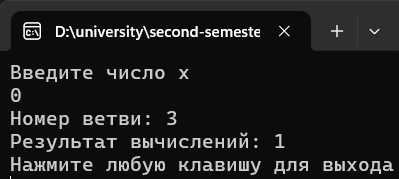 D:\university\second-semeste
Введите число x
0
Номер ветви: 3
Результат вычислений: 1
Нажмите любую клавишу для выхода